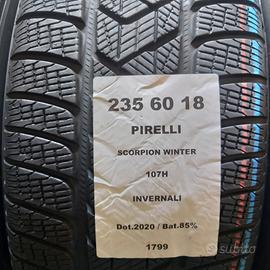 235 60 18
PIRELLI
SCORPION WINTER
107H
INVERNALI
Dot.2020 / Bat.85%
1799
subito